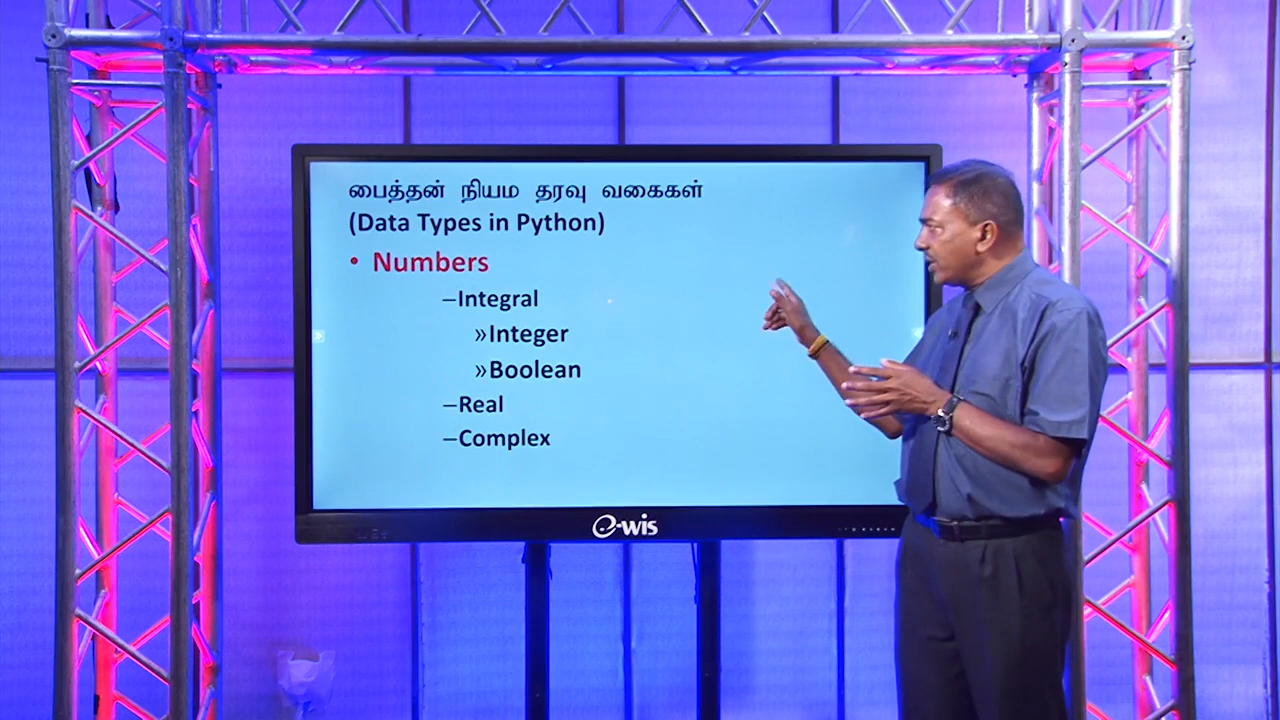 பைத்தன் நியம தரவு வகைகள்
(Data Types in Python)
• Numbers
–Integral
»Integer
»Boolean
–Real
–Complex
e-wis